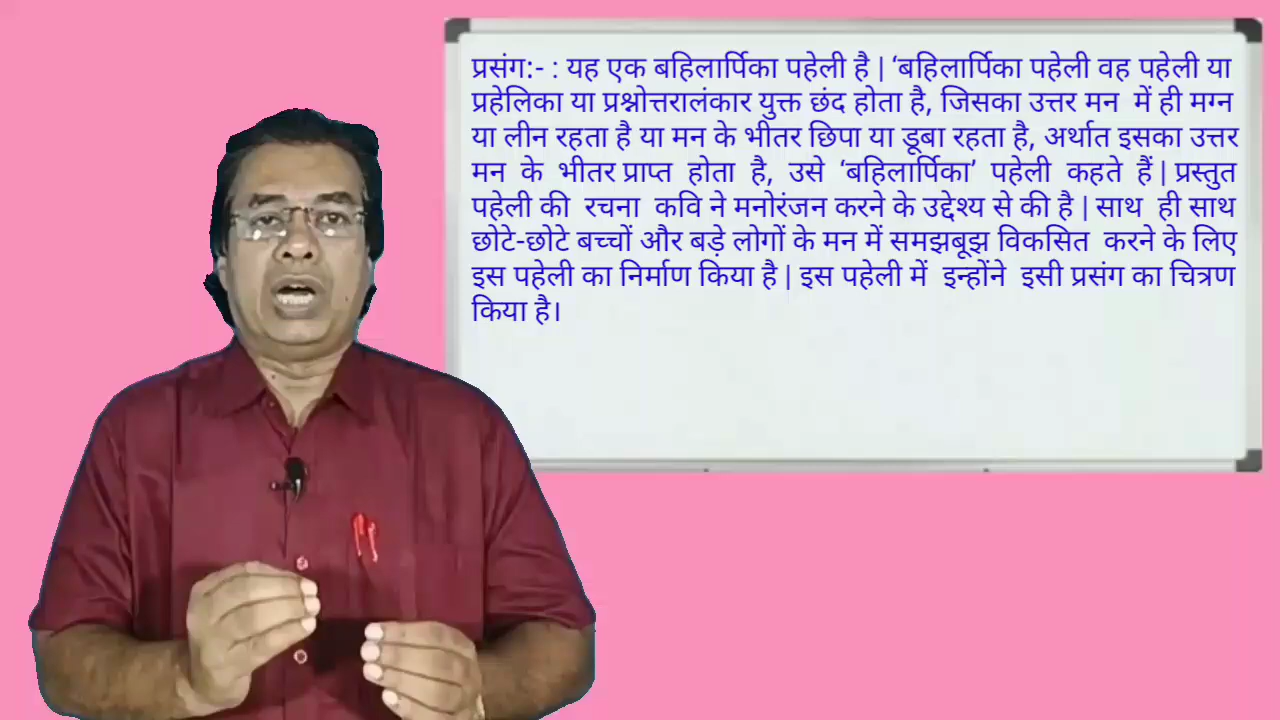 प्रसंग:- : यह एक बहिलार्पिका पहेली है | ‘बहिलार्पिका पहेली वह पहेली या
प्रहेलिका या प्रश्नोत्तरालंकार युक्त छंद होता है, जिसका उत्तर मन में ही मग्न
या लीन रहता है या मन के भीतर छिपा या डूबा रहता है, अर्थात इसका उत्तर
मन के भीतर प्राप्त होता है, उसे ‘बहिलार्पिका’ पहेली कहते हैं | प्रस्तुत
पहेली की रचना कवि ने मनोरंजन करने के उद्देश्य से की है | साथ ही साथ
छोटे-छोटे बच्चों और बड़े लोगों के मन में समझबूझ विकसित करने के लिए
इस पहेली का निर्माण किया है | इस पहेली में इन्होंने इसी प्रसंग का चित्रण
किया है।